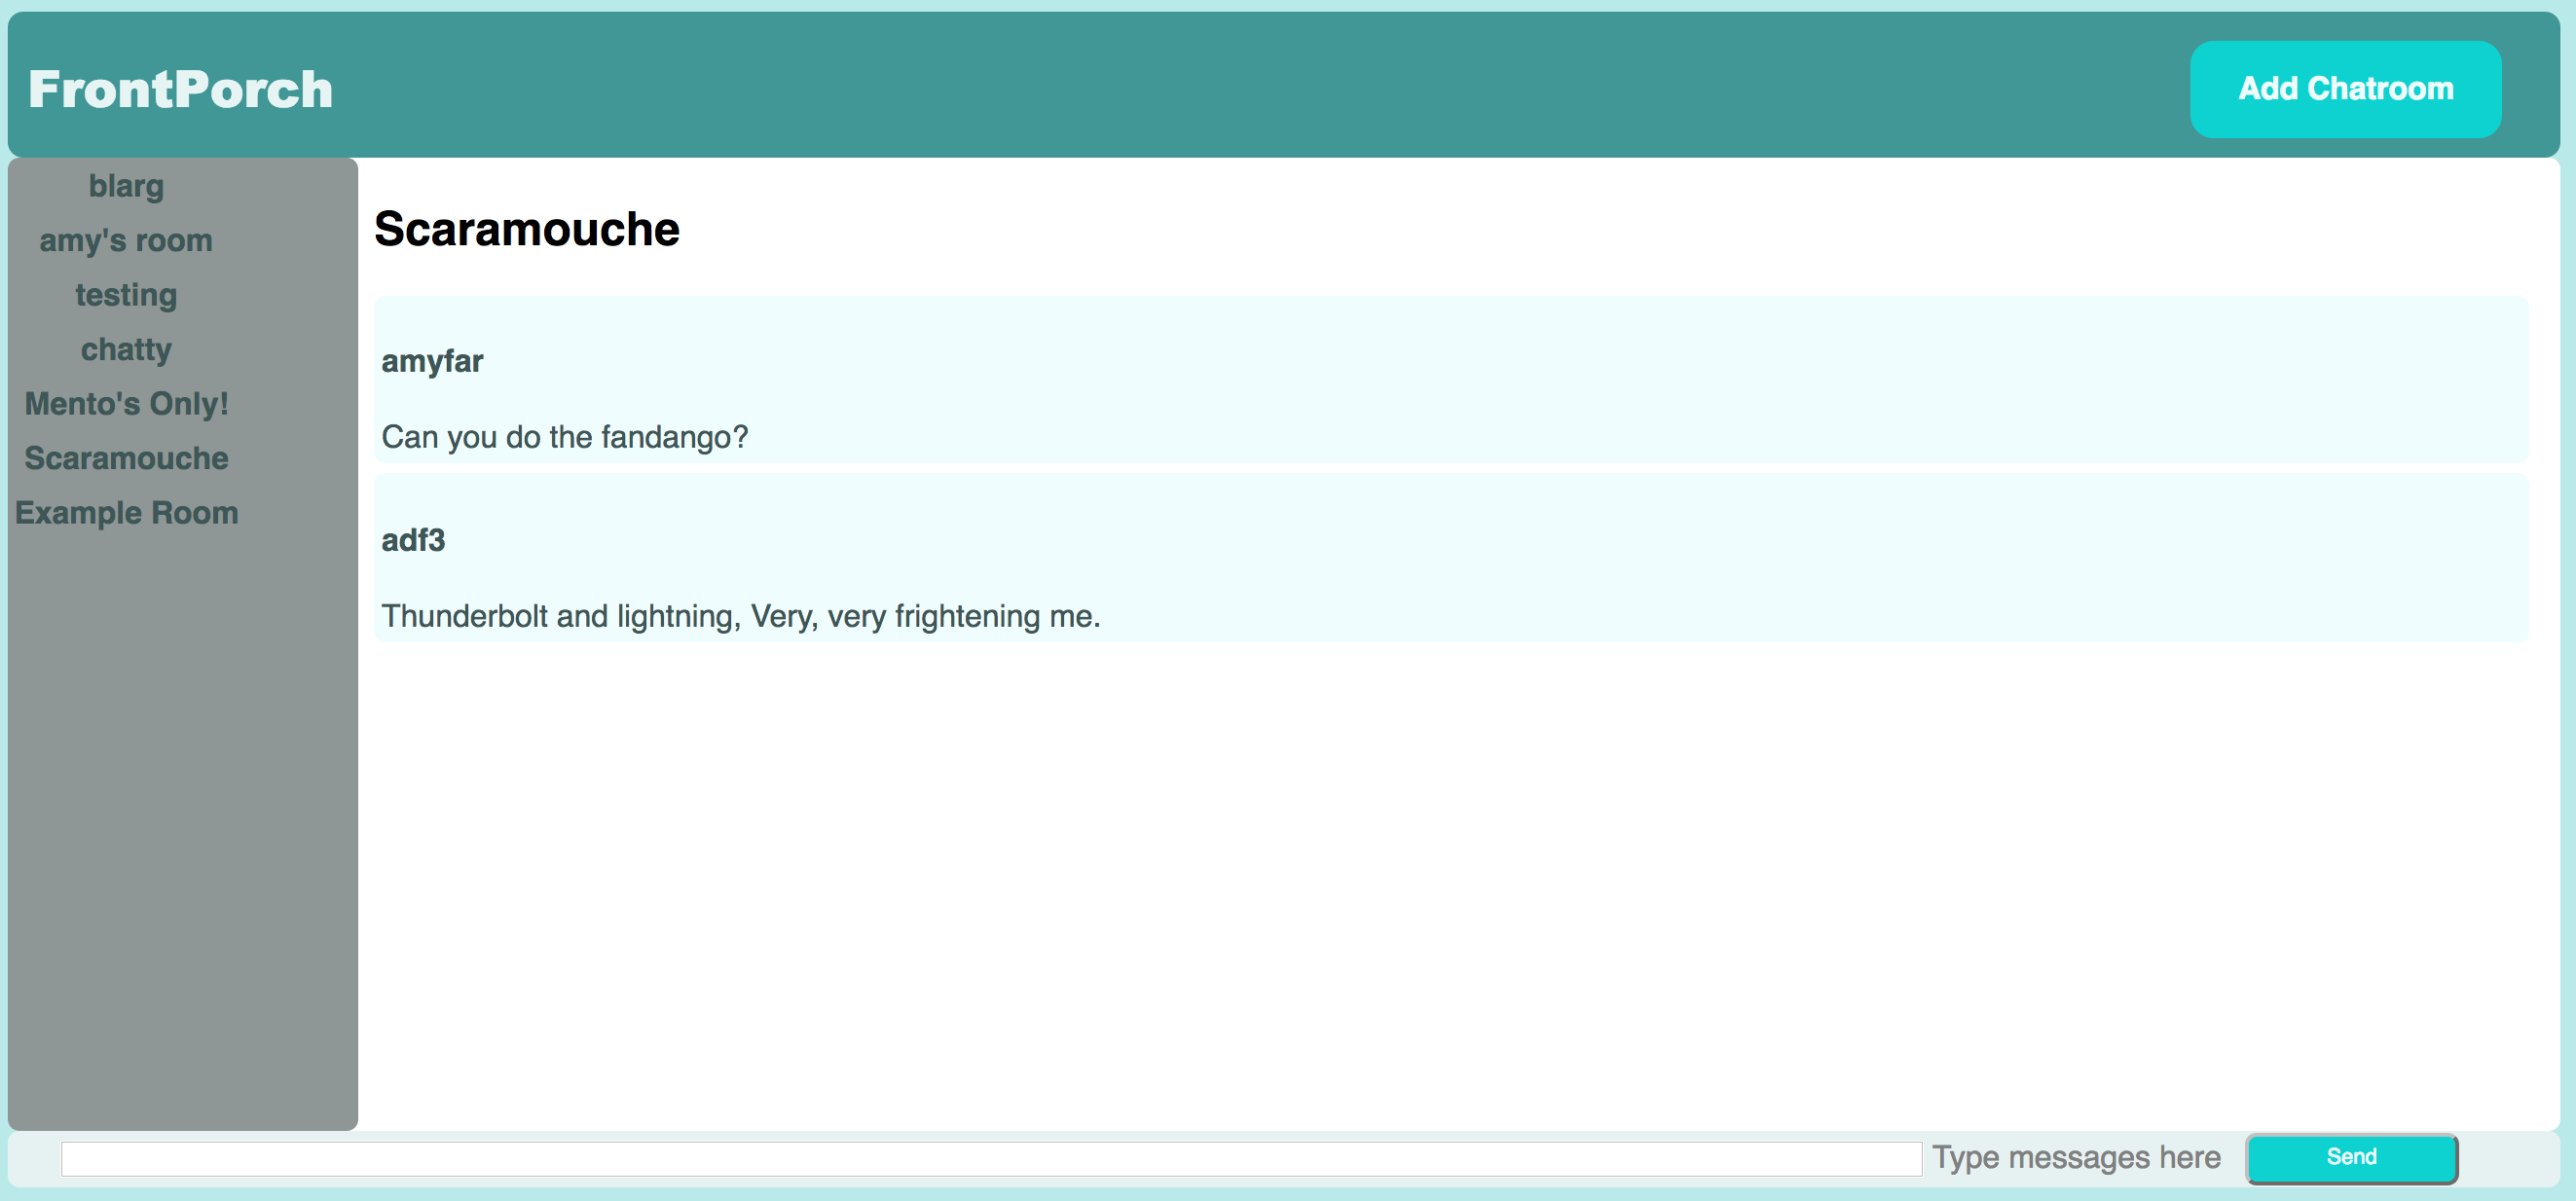 FrontPorch
Add Chatroom
blarg
amy's room
testing
chatty
Mento's Only!
Scaramouche
Example Room
Scaramouche
amyfar
Can you do the fandango?
adf3
Thunderbolt and lightning, Very, very frightening me.
Type messages here
Send